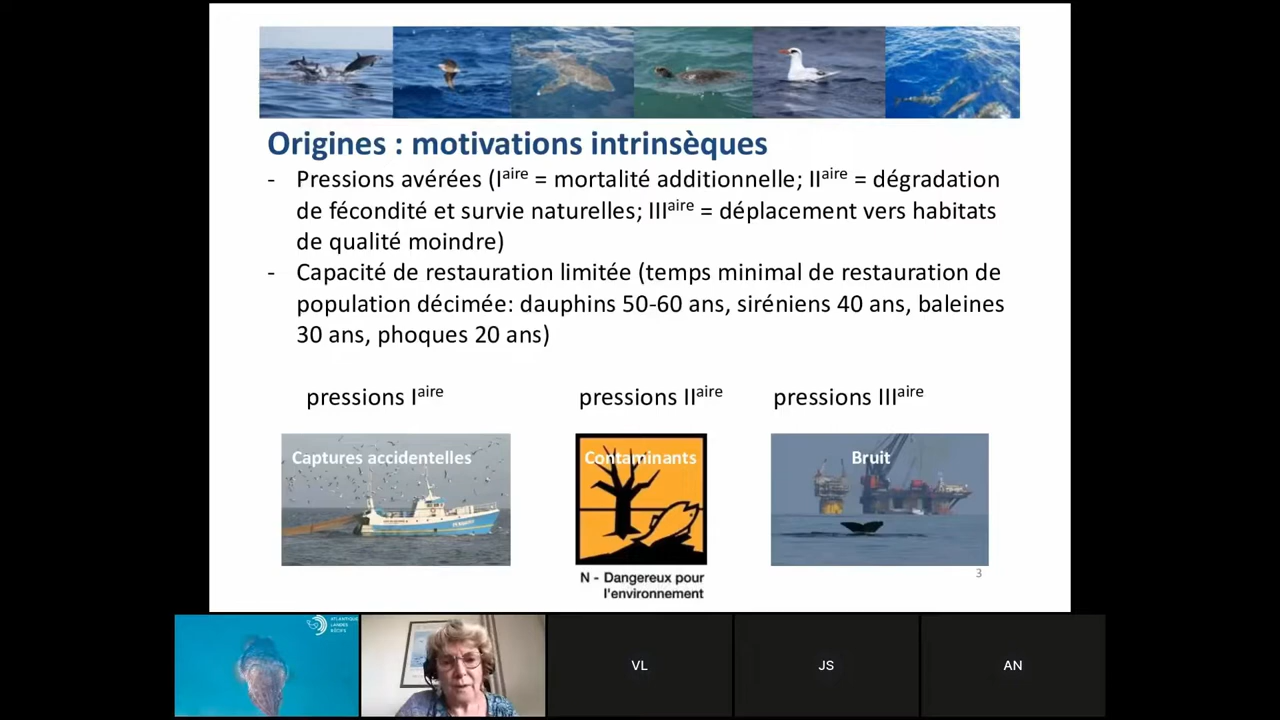 Origines : motivations intrinsèques
- Pressions avérées (Iaire = mortalité additionnelle; IIaire = dégradation
de fécondité et survie naturelles; IIIaire = déplacement vers habitats
de qualité moindre)
- Capacité de restauration limitée (temps minimal de restauration de
population décimée: dauphins 50-60 ans, siréniens 40 ans, baleines
30 ans, phoques 20 ans)
pressions Iaire
pressions IIaire
pressions IIIaire
Captures accidentelles
Contaminants
Bruit
N - Dangereux pour
l'environnement
3
ATLANTIQUE
LANDES
RÉCIFS
VL
JS
AN